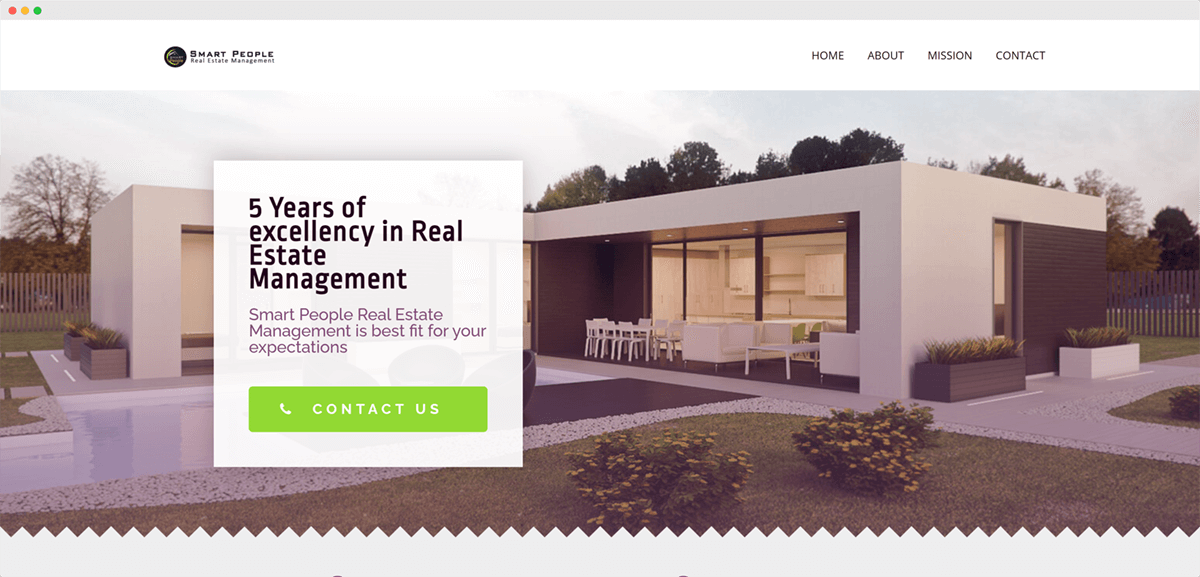 SMART PEOPLE
Real Estate Management
HOME ABOUT MISSION CONTACT
5 Years of
excellency in Real
Estate
Management
Smart People Real Estate
Management is best fit for your
expectations
CONTACT US